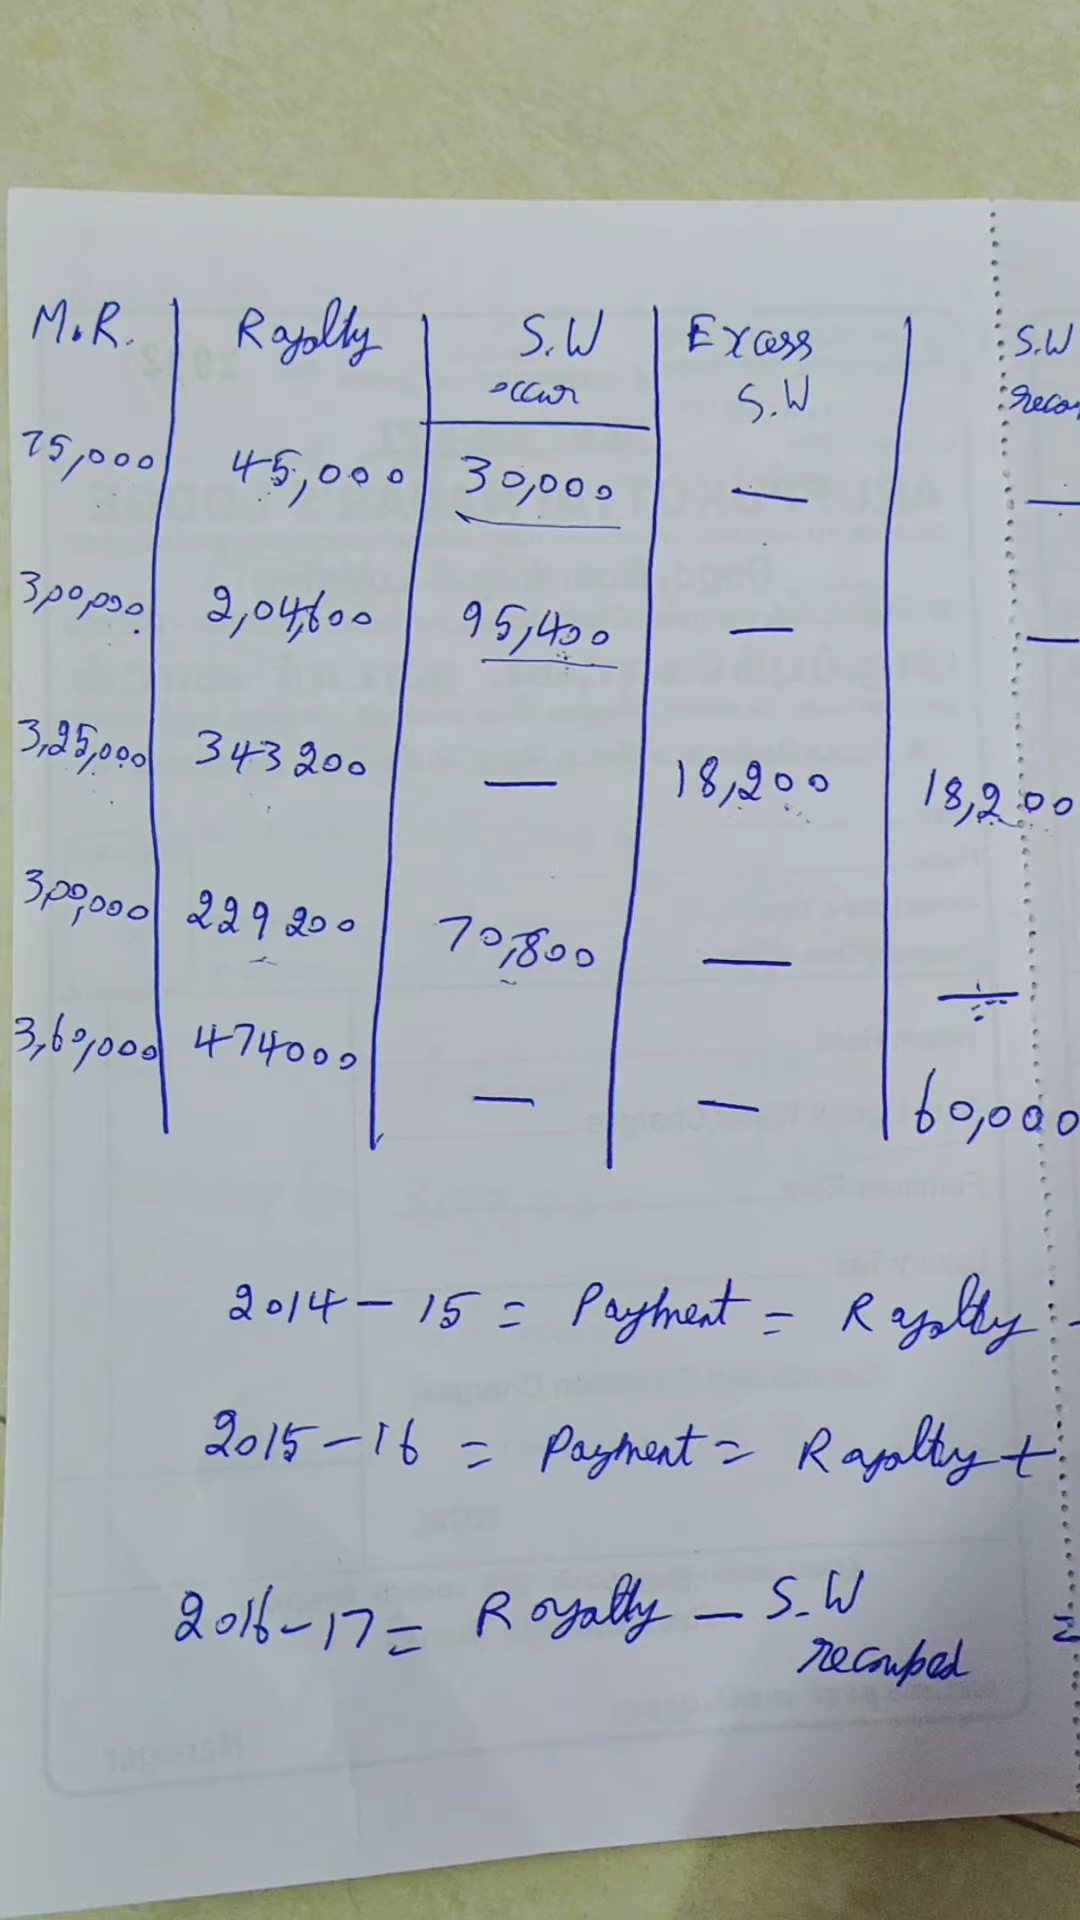 M.R. Royalty S.W occur Excess S.W S.W recou
75,000 45,000 30,000 — —
3,00,000 2,04,600 95,400 — —
3,25,000 343200 — 18,200 18,200
3,00,000 229200 70,800 — —
3,60,000 474000 — — 60,000
2014-15 = Payment = Royalty -
2015-16 = Payment = Royalty +
2016-17 = Royalty - S.W recouped =